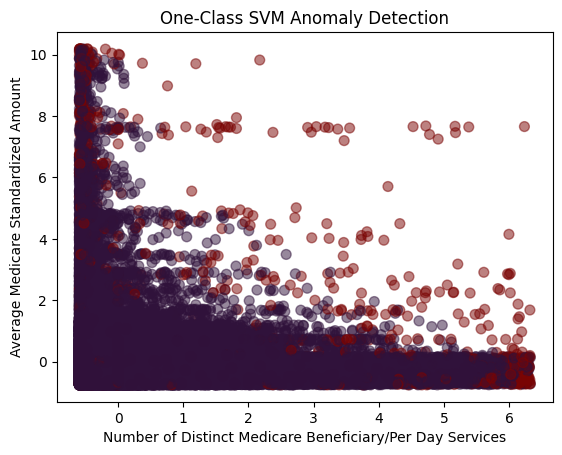 One-Class SVM Anomaly Detection
Average Medicare Standardized Amount
10
8
6
4
2
0
0 1 2 3 4 5 6
Number of Distinct Medicare Beneficiary/Per Day Services